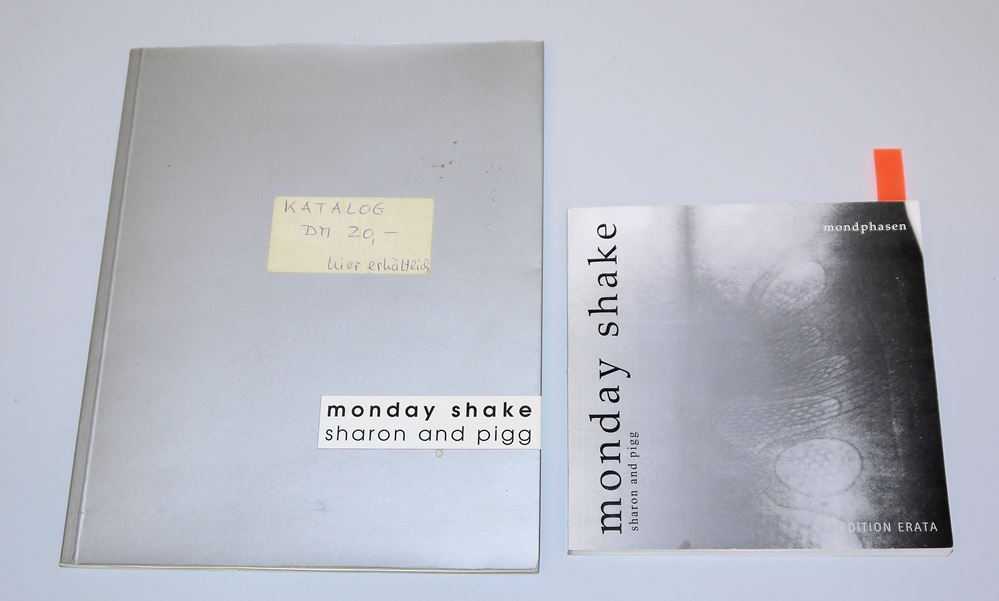 KATALOG
DM 20,-
hier erhältlich
monday shake
sharon and pigg
monday shake
sharon and pigg
mondphasen
EDITION ERATA